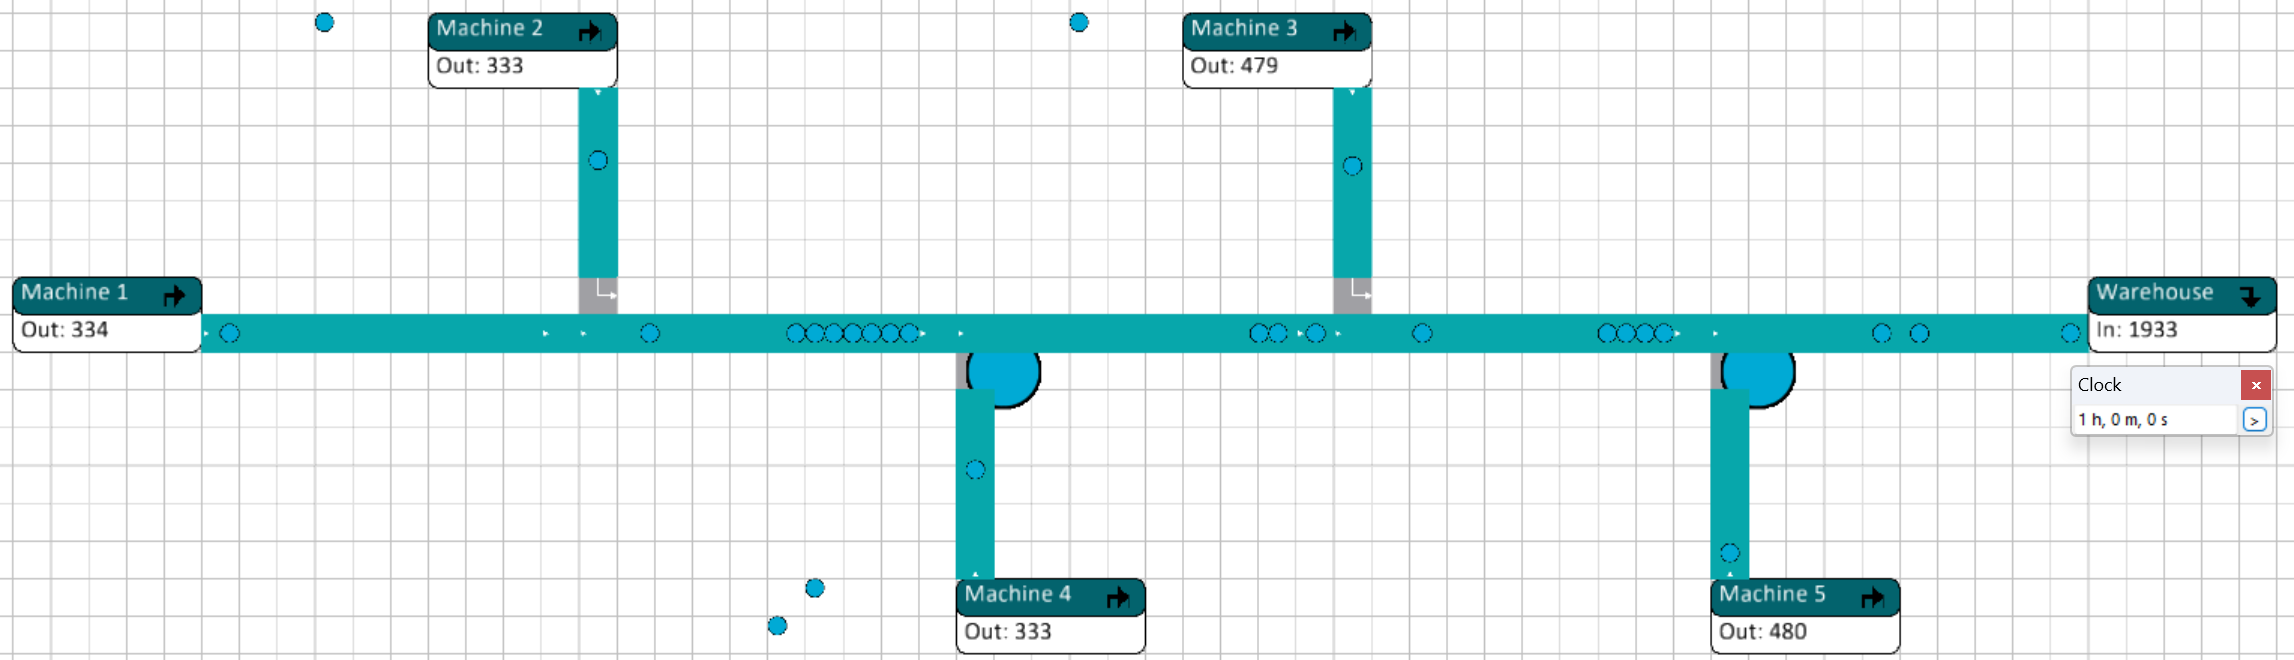 Machine 2
Out: 333
Machine 3
Out: 479
Machine 1
Out: 334
Warehouse
In: 1933
Clock
1 h, 0 m, 0 s
>
Machine 4
Out: 333
Machine 5
Out: 480